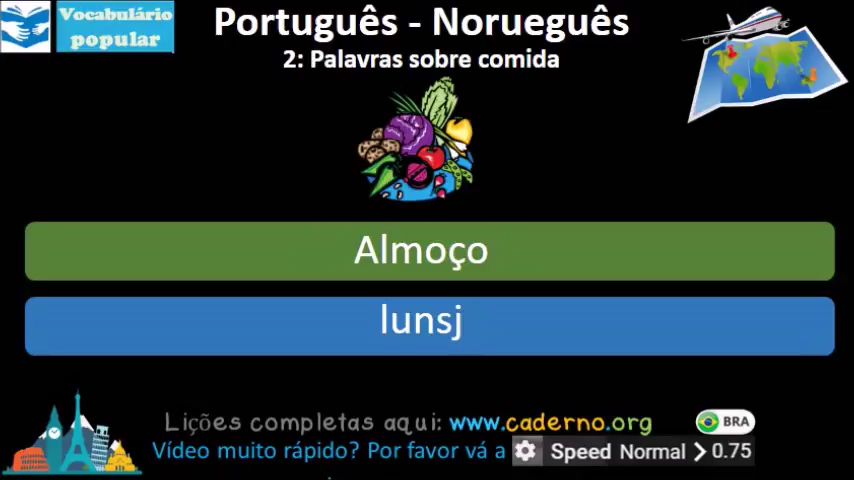 Vocabulário
popular
Português - Norueguês
2: Palavras sobre comida
Almoço
lunsj
Lições completas aqui: www.caderno.org
BRA
Vídeo muito rápido? Por favor vá a Speed Normal > 0.75